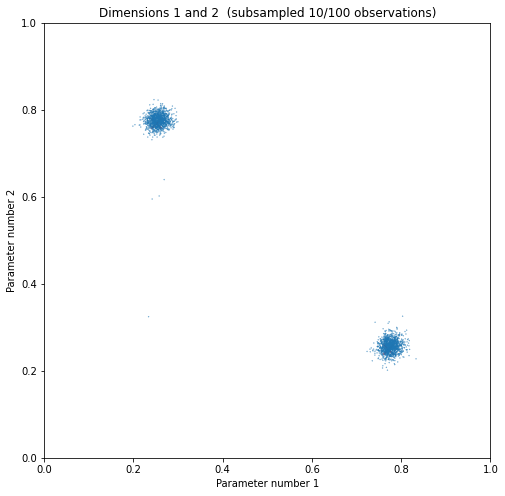 Dimensions 1 and 2  (subsampled 10/100 observations)
1.0
0.8
0.6
0.4
0.2
0.0
Parameter number 2
0.0 0.2 0.4 0.6 0.8 1.0
Parameter number 1